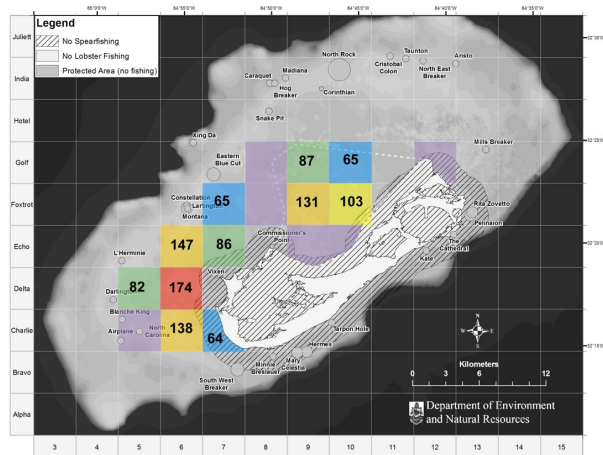 65°0'0"W 64°55'0"W 64°50'0"W 64°45'0"W 64°40'0"W 64°35'0"W
Legend
No Spearfishing
No Lobster Fishing
Protected Area (no fishing)
Juliett
India
Hotel
Golf
Foxtrot
Echo
Delta
Charlie
Bravo
Alpha
North Rock
Cristobal Colon
Taunton
North East Breaker
Aristo
Caraquet
Madiana
Hog Breaker
Corinthian
Snake Pit
Xing Da
Eastern Blue Cut
Mills Breaker
87
65
Constellation
Lartington
Montana
65
131
103
Rita Zovetto
Pelinaion
The Cathedral
Kate
Commissioner's Point
L'Herminie
147
86
Vixen
Darlington
82
174
Blanche King
Airplane
North Carolina
138
64
Tarpon Hole
Hermes
Mary Celestia
Minnie Breslauer
South West Breaker
32°30'0"N
32°25'0"N
32°20'0"N
32°15'0"N
N
W E
S
Kilometers
0 3 6 12
Department of Environment
and Natural Resources
3 4 5 6 7 8 9 10 11 12 13 14 15